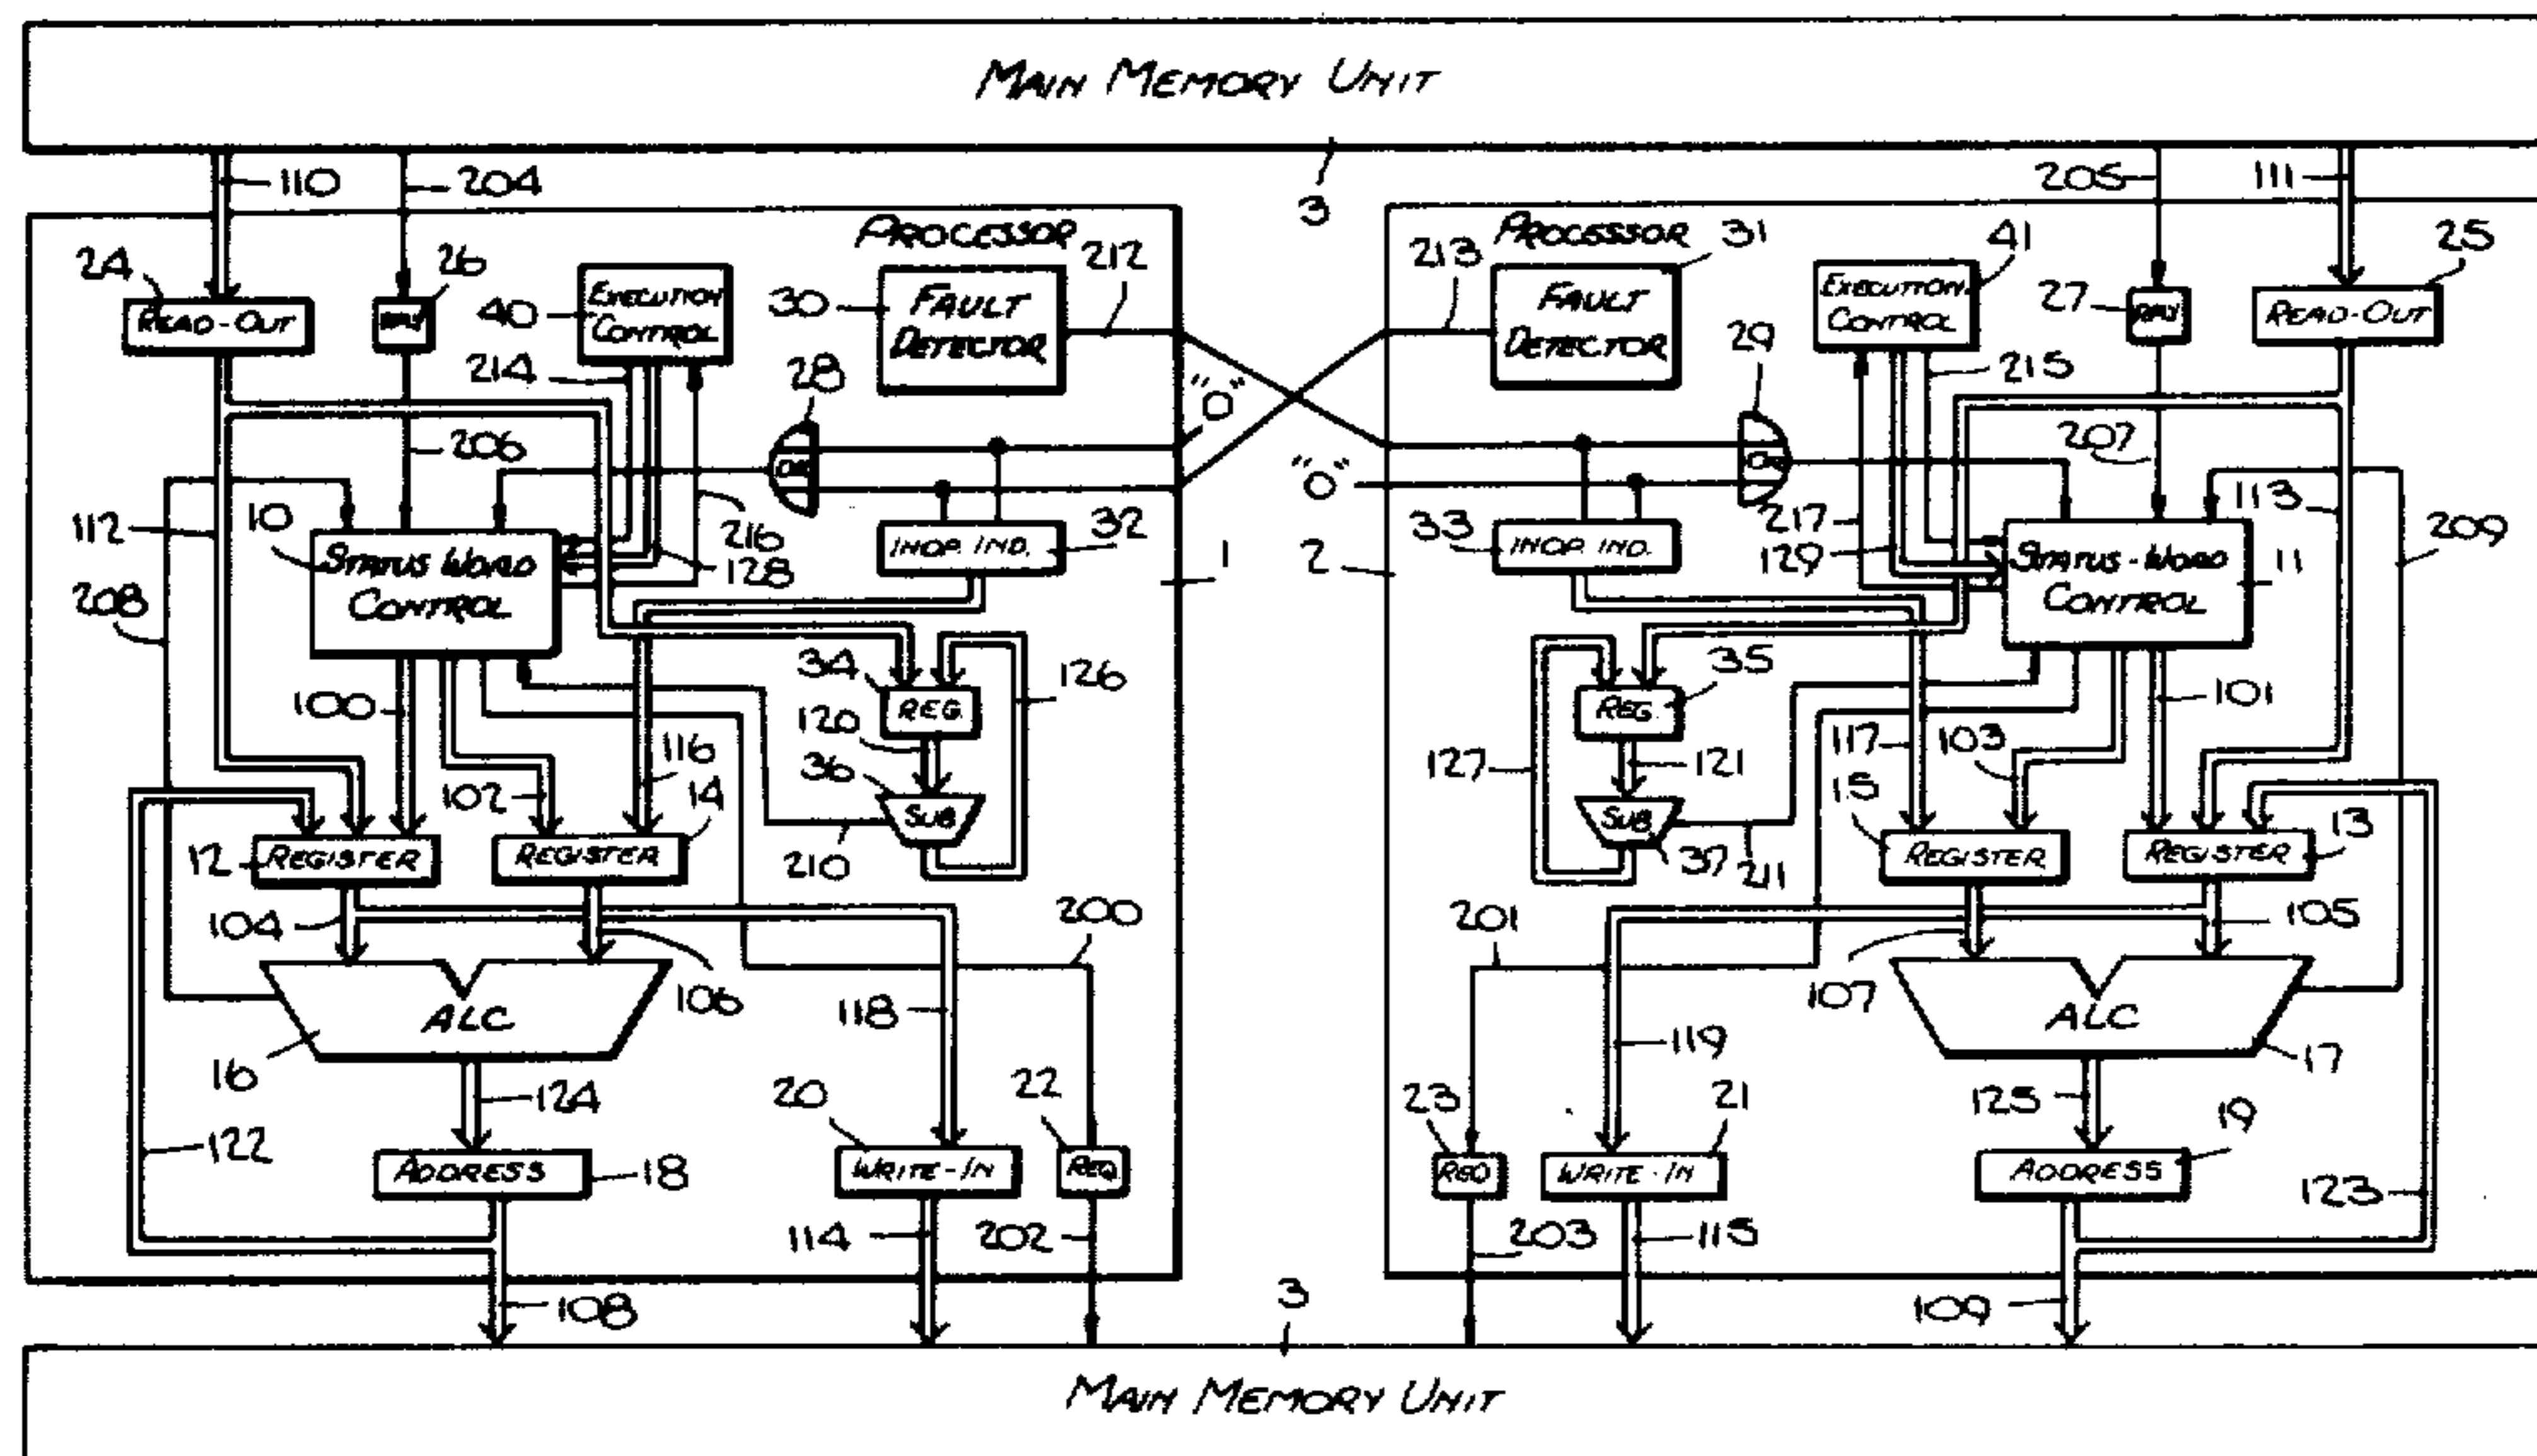 MAIN MEMORY UNIT
110
204
3
205
111
PROCESSOR
PROCESSOR
24
26
40
30
212
213
31
41
27
25
READ-OUT
RPLY
EXECUTION
CONTROL
FAULT
DETECTOR
FAULT
DETECTOR
EXECUTION
CONTROL
RPLY
READ-OUT
214
28
"0"
29
215
206
OR
"0"
OR
207
112
10
216
128
INOP. IND.
32
1
2
33
INOP. IND.
217
129
113
209
STATUS WORD
CONTROL
STATUS-WORD
CONTROL
11
208
34
REG.
126
35
REG.
100
120
101
116
36
SUB
127
121
117
103
102
14
210
SUB
37
211
15
13
12
REGISTER
REGISTER
REGISTER
REGISTER
104
106
200
201
107
105
ALC
118
119
ALC
16
17
124
20
22
23
21
125
19
122
ADDRESS
18
WRITE-IN
REQ
REQ
WRITE-IN
ADDRESS
123
114
202
203
115
108
3
109
MAIN MEMORY UNIT